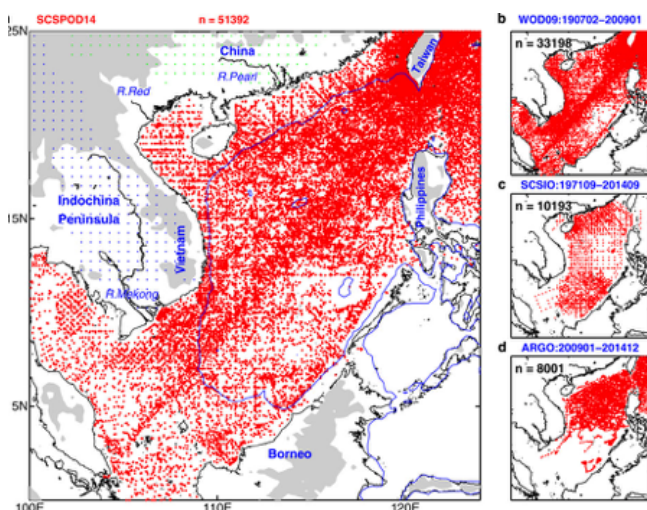 SCSPOD14 n = 51392
25N
China
R.Red R.Pearl
Taiwan
Indochina
Peninsula
15N
Vietnam
Philippines
R.Mekong
5N
Borneo
100E 110E 120E
b WOD09:190702-200901
n = 33198
c SCSIO:197109-201409
n = 10193
d ARGO:200901-201412
n = 8001